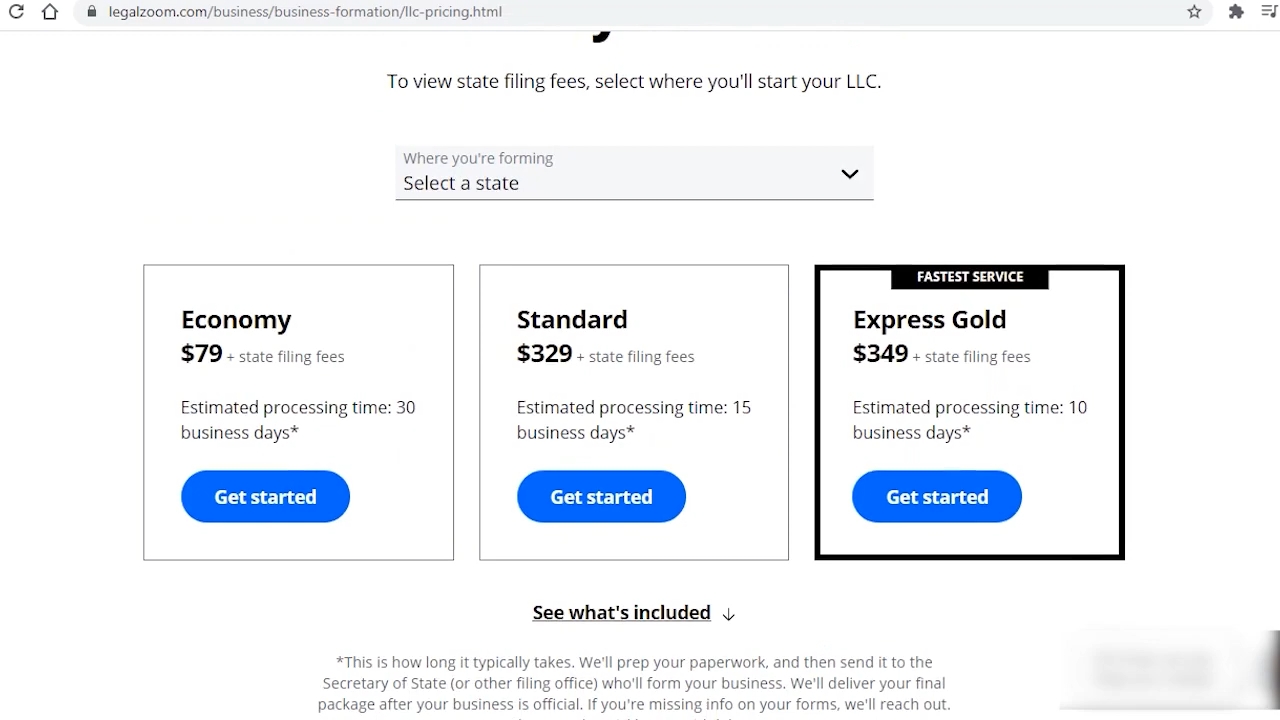 legalzoom.com/business/business-formation/llc-pricing.html
To view state filing fees, select where you'll start your LLC.
Where you're forming
Select a state
Economy
$79 + state filing fees
Estimated processing time: 30
business days*
Get started
Standard
$329 + state filing fees
Estimated processing time: 15
business days*
Get started
FASTEST SERVICE
Express Gold
$349 + state filing fees
Estimated processing time: 10
business days*
Get started
See what's included
*This is how long it typically takes. We'll prep your paperwork, and then send it to the
Secretary of State (or other filing office) who'll form your business. We'll deliver your final
package after your business is official. If you're missing info on your forms, we'll reach out.